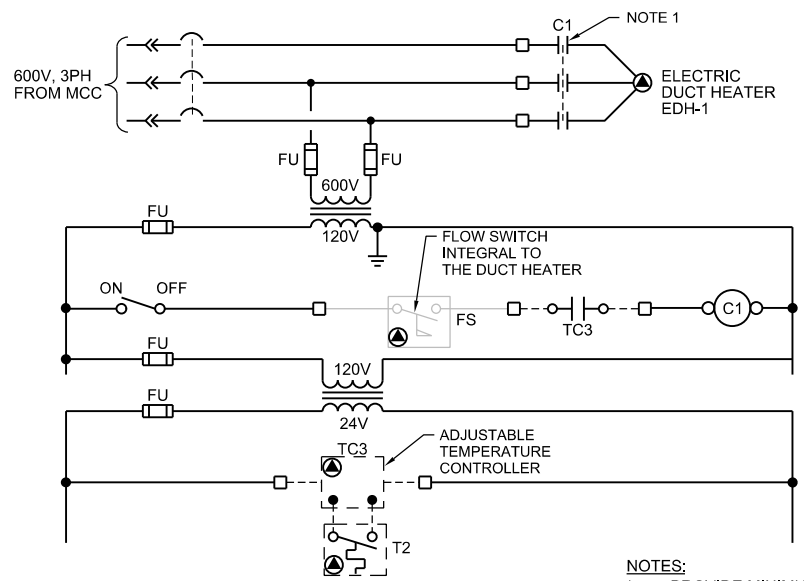 C1
NOTE 1
600V, 3PH
FROM MCC
ELECTRIC
DUCT HEATER
EDH-1
FU
FU
600V
FU
120V
FLOW SWITCH
INTEGRAL TO
THE DUCT HEATER
ON
OFF
FS
TC3
C1
FU
120V
FU
24V
TC3
ADJUSTABLE
TEMPERATURE
CONTROLLER
T2
NOTES: